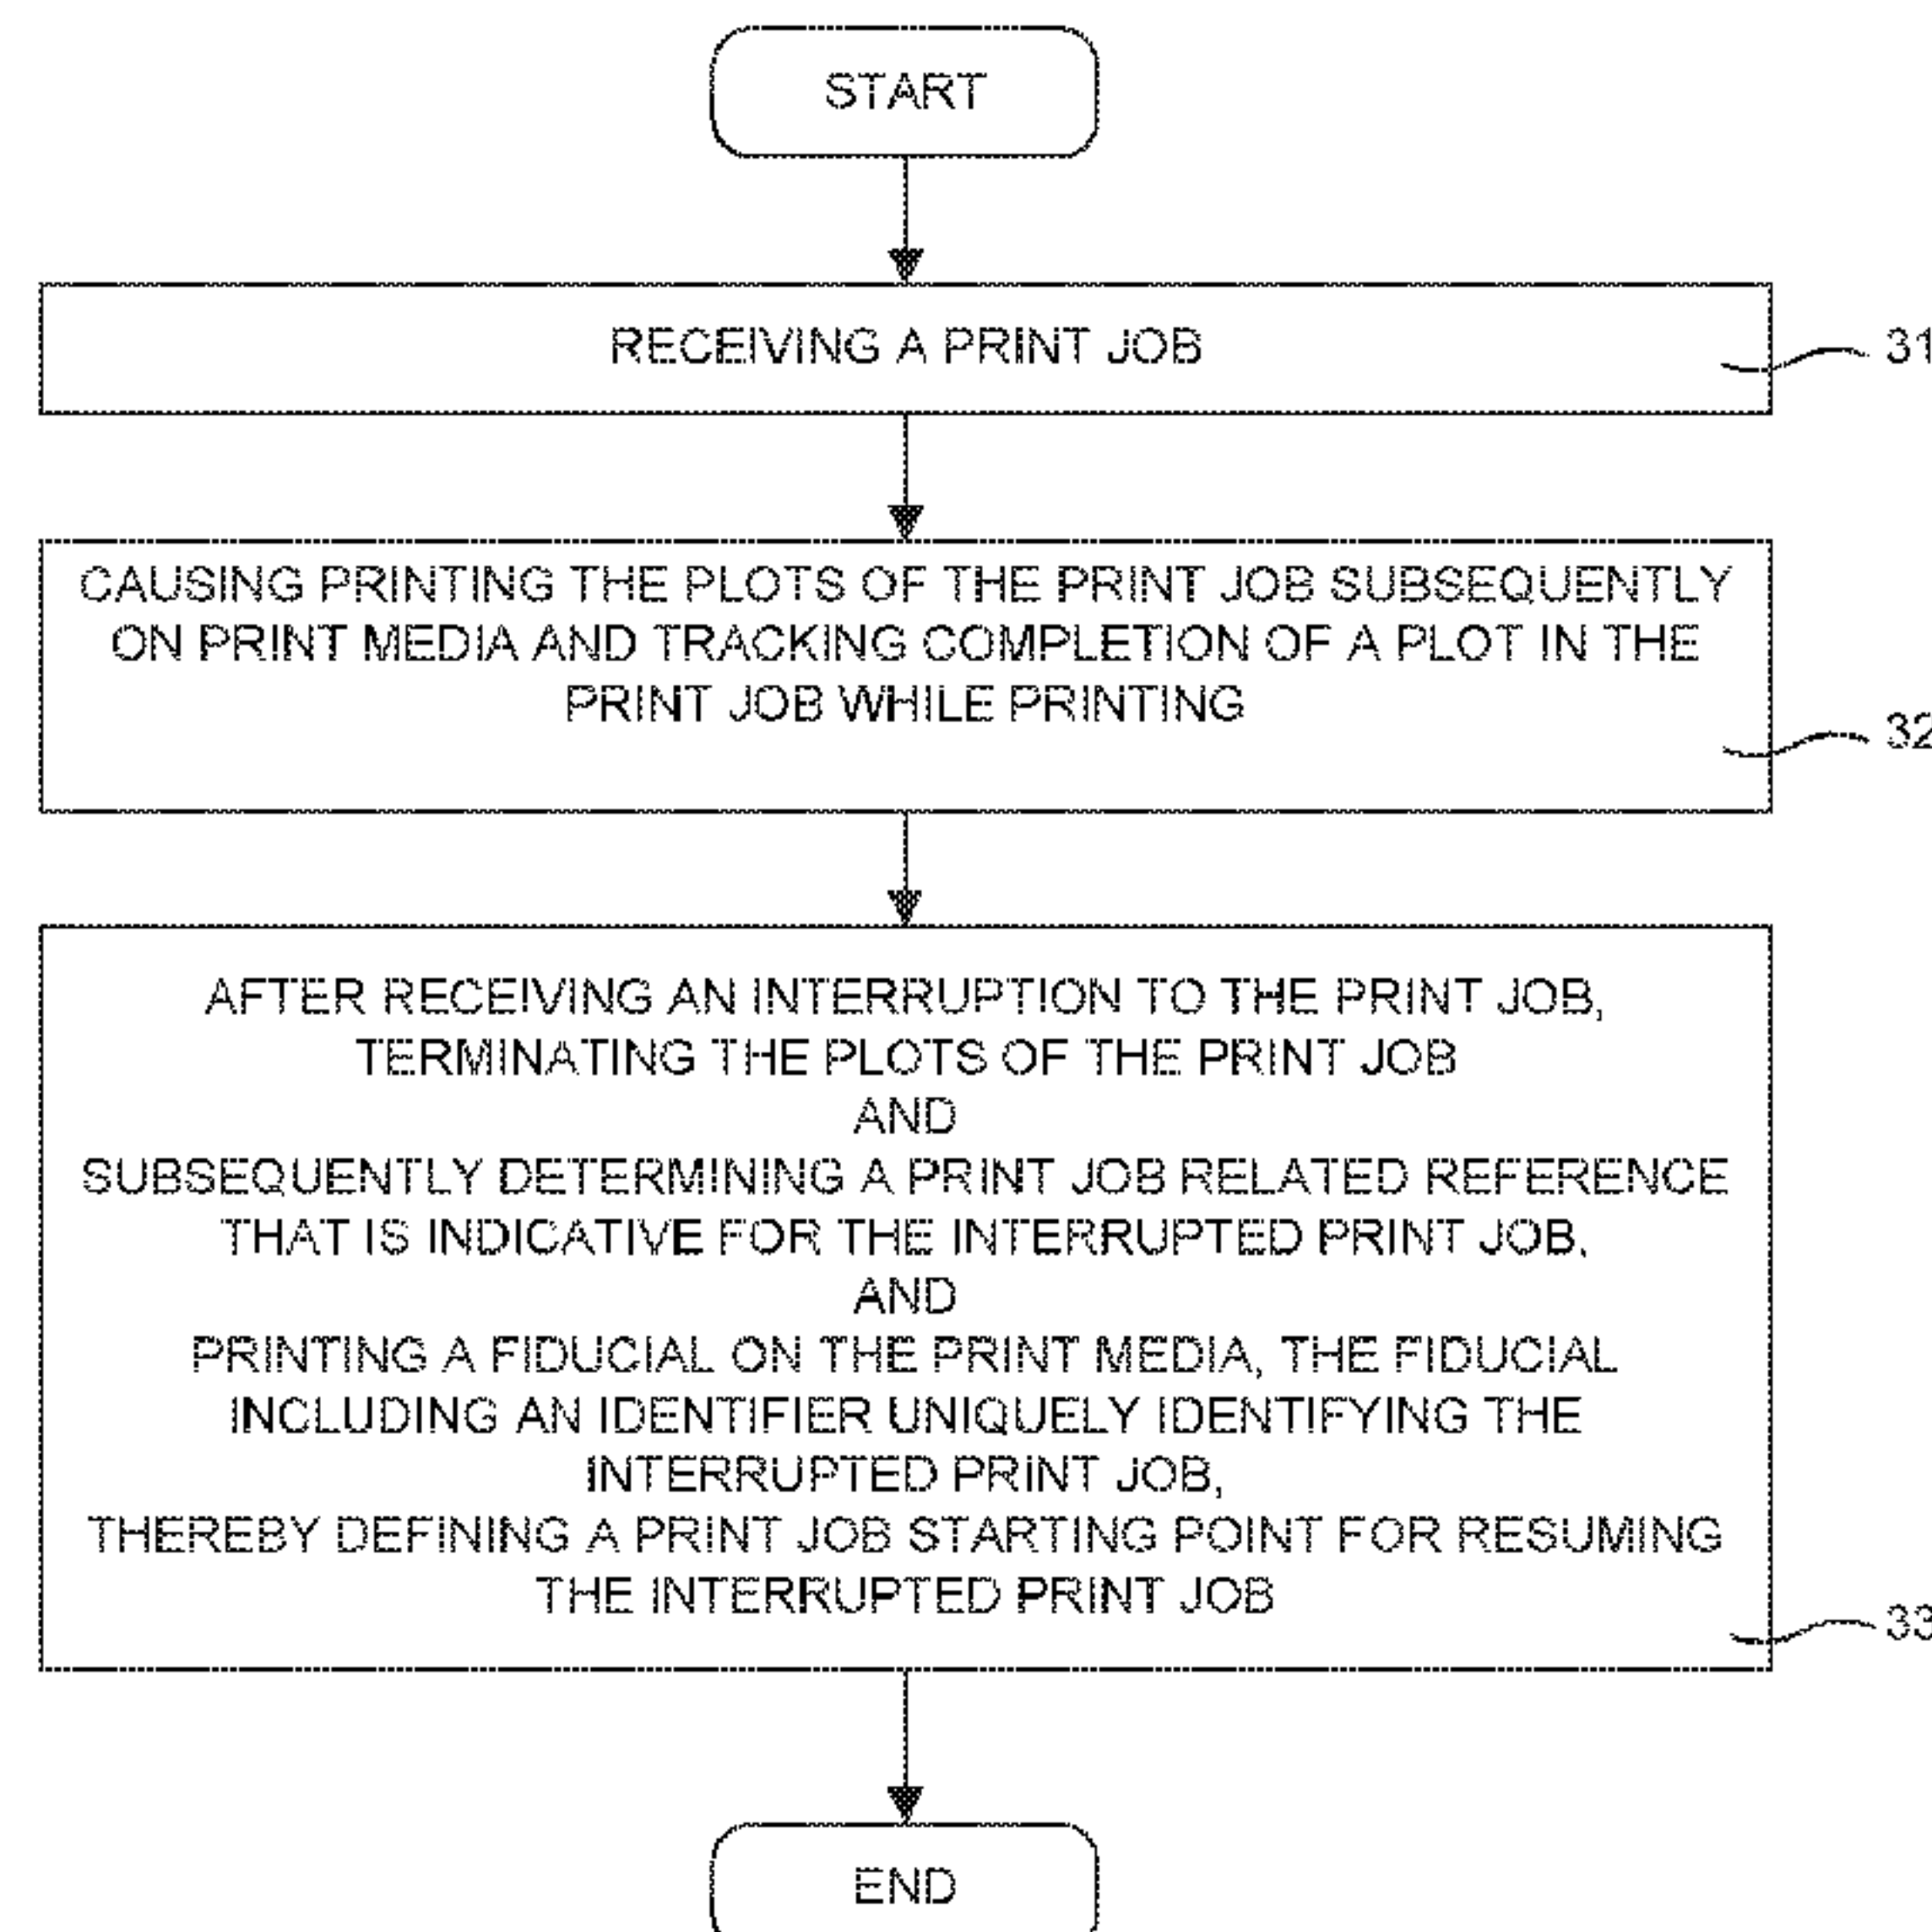 START
RECEIVING A PRINT JOB
31
CAUSING PRINTING THE PLOTS OF THE PRINT JOB SUBSEQUENTLY
ON PRINT MEDIA AND TRACKING COMPLETION OF A PLOT IN THE
PRINT JOB WHILE PRINTING
32
AFTER RECEIVING AN INTERRUPTION TO THE PRINT JOB,
TERMINATING THE PLOTS OF THE PRINT JOB
AND
SUBSEQUENTLY DETERMINING A PRINT JOB RELATED REFERENCE
THAT IS INDICATIVE FOR THE INTERRUPTED PRINT JOB,
AND
PRINTING A FIDUCIAL ON THE PRINT MEDIA, THE FIDUCIAL
INCLUDING AN IDENTIFIER UNIQUELY IDENTIFYING THE
INTERRUPTED PRINT JOB,
THEREBY DEFINING A PRINT JOB STARTING POINT FOR RESUMING
THE INTERRUPTED PRINT JOB
33
END